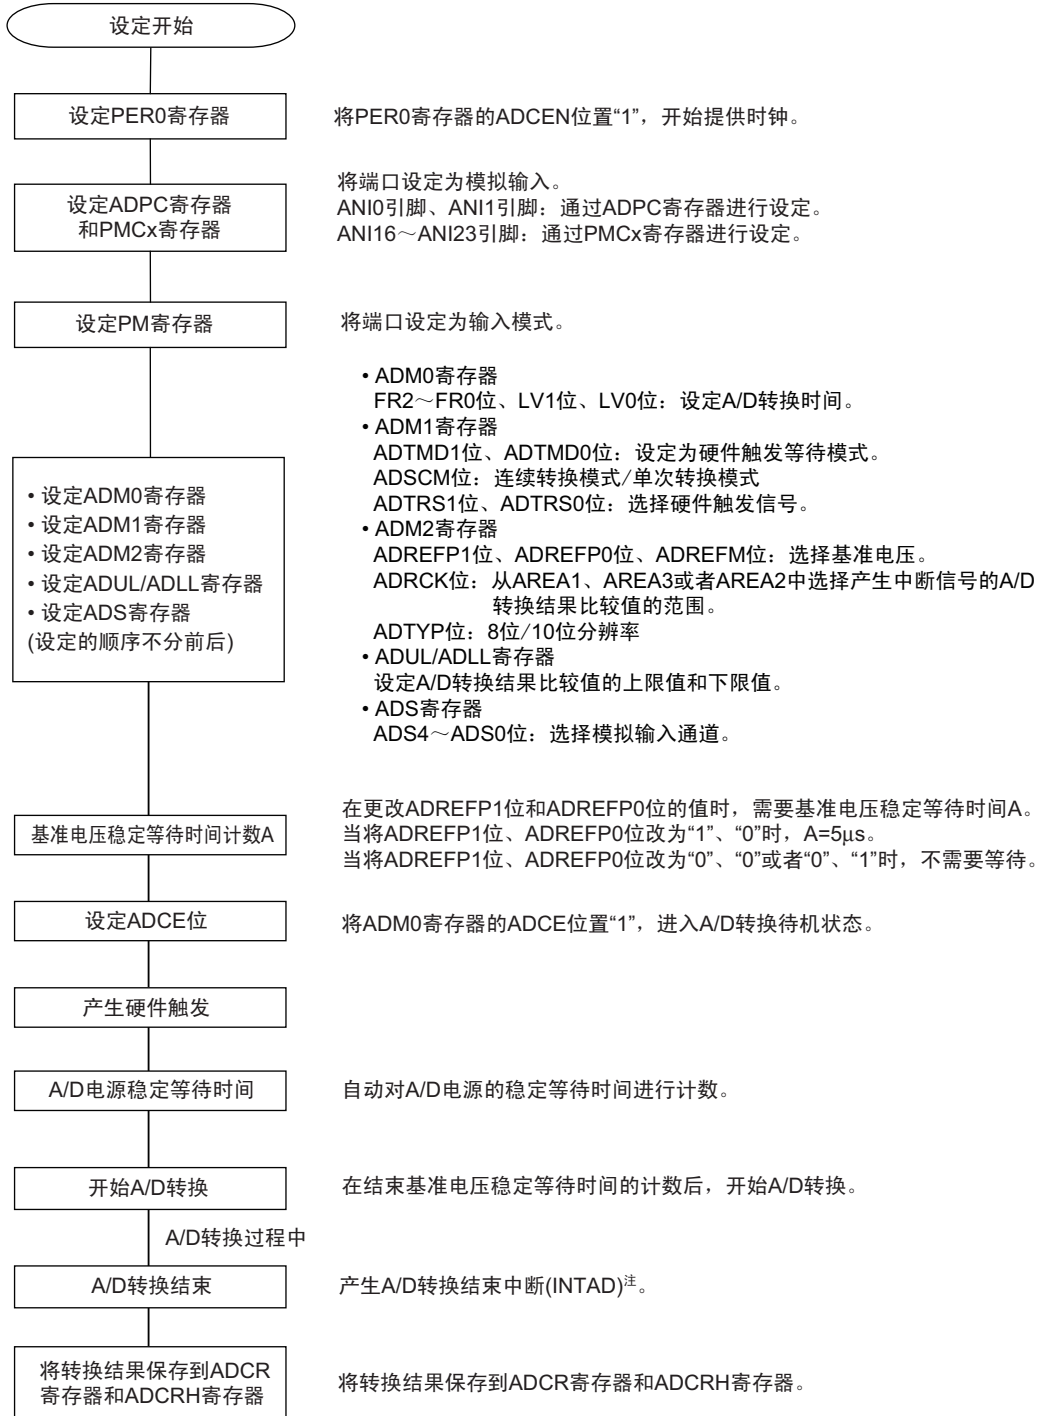 设定开始
设定PER0寄存器
将PER0寄存器的ADCEN位置“1”，开始提供时钟。
设定ADPC寄存器
和PMCx寄存器
将端口设定为模拟输入。
ANI0引脚、ANI1引脚：通过ADPC寄存器进行设定。
ANI16～ANI23引脚：通过PMCx寄存器进行设定。
设定PM寄存器
将端口设定为输入模式。
• 设定ADM0寄存器
• 设定ADM1寄存器
• 设定ADM2寄存器
• 设定ADUL/ADLL寄存器
• 设定ADS寄存器
(设定的顺序不分前后)
• ADM0寄存器
FR2～FR0位、LV1位、LV0位：设定A/D转换时间。
• ADM1寄存器
ADTMD1位、ADTMD0位：设定为硬件触发等待模式。
ADSCM位：连续转换模式/单次转换模式
ADTRS1位、ADTRS0位：选择硬件触发信号。
• ADM2寄存器
ADREFP1位、ADREFP0位、ADREFM位：选择基准电压。
ADRCK位：从AREA1、AREA3或者AREA2中选择产生中断信号的A/D
转换结果比较值的范围。
ADTYP位：8位/10位分辨率
• ADUL/ADLL寄存器
设定A/D转换结果比较值的上限值和下限值。
• ADS寄存器
ADS4～ADS0位：选择模拟输入通道。
基准电压稳定等待时间计数A
在更改ADREFP1位和ADREFP0位的值时，需要基准电压稳定等待时间A。
当将ADREFP1位、ADREFP0位改为“1”、“0”时，A=5μs。
当将ADREFP1位、ADREFP0位改为“0”、“0”或者“0”、“1”时，不需要等待。
设定ADCE位
将ADM0寄存器的ADCE位置“1”，进入A/D转换待机状态。
产生硬件触发
A/D电源稳定等待时间
自动对A/D电源的稳定等待时间进行计数。
开始A/D转换
在结束基准电压稳定等待时间的计数后，开始A/D转换。
A/D转换过程中
A/D转换结束
产生A/D转换结束中断(INTAD)注。
将转换结果保存到ADCR
寄存器和ADCRH寄存器
将转换结果保存到ADCR寄存器和ADCRH寄存器。